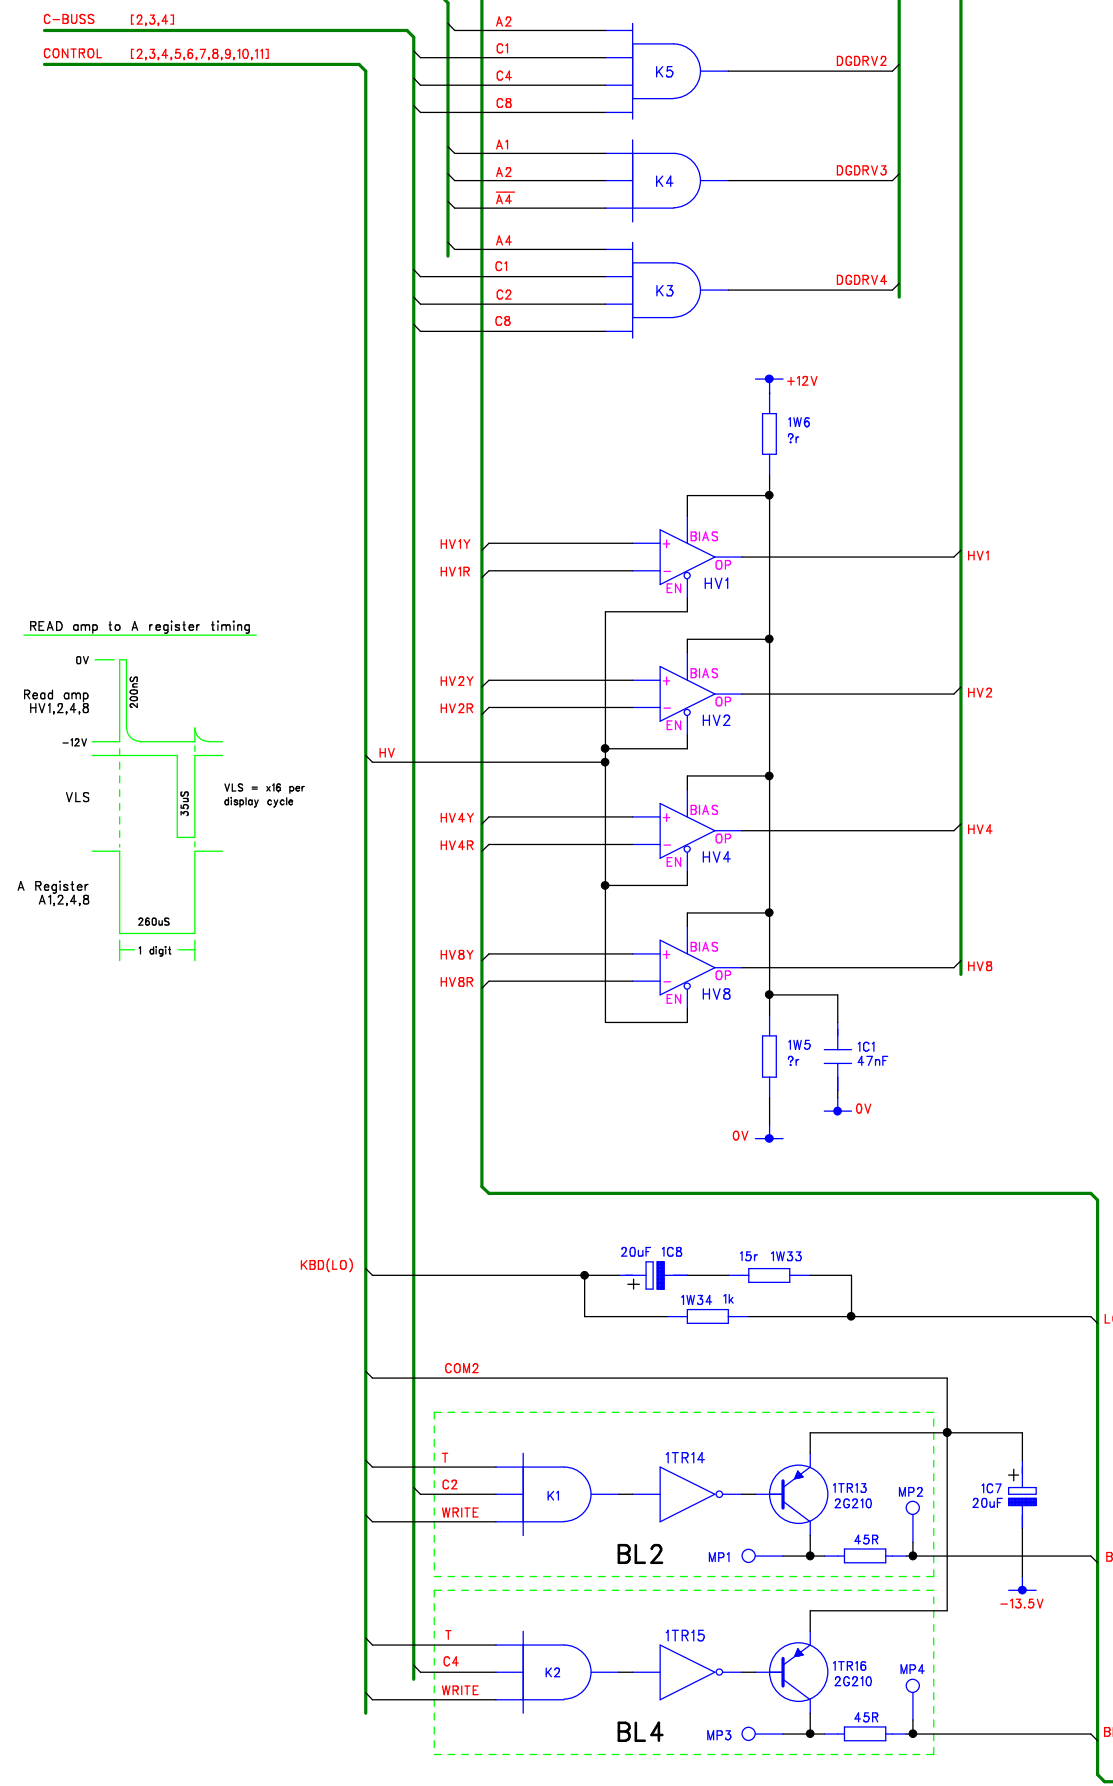 C-BUSS [2,3,4]
CONTROL [2,3,4,5,6,7,8,9,10,11]
A2
C1
C4
C8
K5
DGDRV2
A1
A2
A4
K4
DGDRV3
A4
C1
C2
C8
K3
DGDRV4
+12V
1W6
?r
HV1Y
HV1R
+
-
BIAS
OP
EN
HV1
HV1
READ amp to A register timing
0V
200nS
Read amp
HV1,2,4,8
-12V
VLS
35uS
VLS = x16 per
display cycle
A Register
A1,2,4,8
260uS
1 digit
HV2Y
HV2R
+
-
BIAS
OP
EN
HV2
HV2
HV
HV4Y
HV4R
+
-
BIAS
OP
EN
HV4
HV4
HV8Y
HV8R
+
-
BIAS
OP
EN
HV8
HV8
1W5
?r
1C1
47nF
0V
0V
KBD(LO)
20uF 1C8
+
15r 1W33
1W34 1k
COM2
T
C2
WRITE
K1
1TR14
1TR13
2G210
MP2
+
1C7
20uF
45R
MP1
BL2
-13.5V
T
C4
WRITE
K2
1TR15
1TR16
2G210
MP4
45R
MP3
BL4